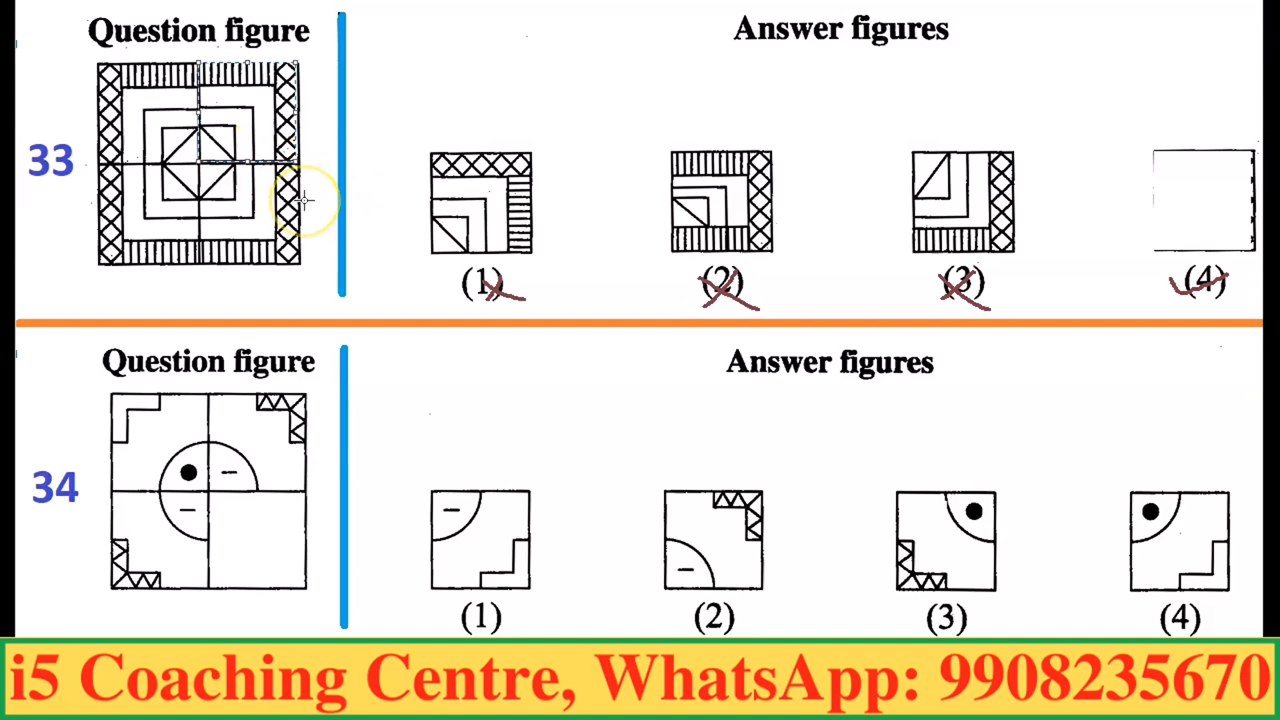 Question figure
Answer figures
33
(1)
(2)
(3)
(4)
Question figure
Answer figures
34
(1)
(2)
(3)
(4)
i5 Coaching Centre, WhatsApp: 9908235670